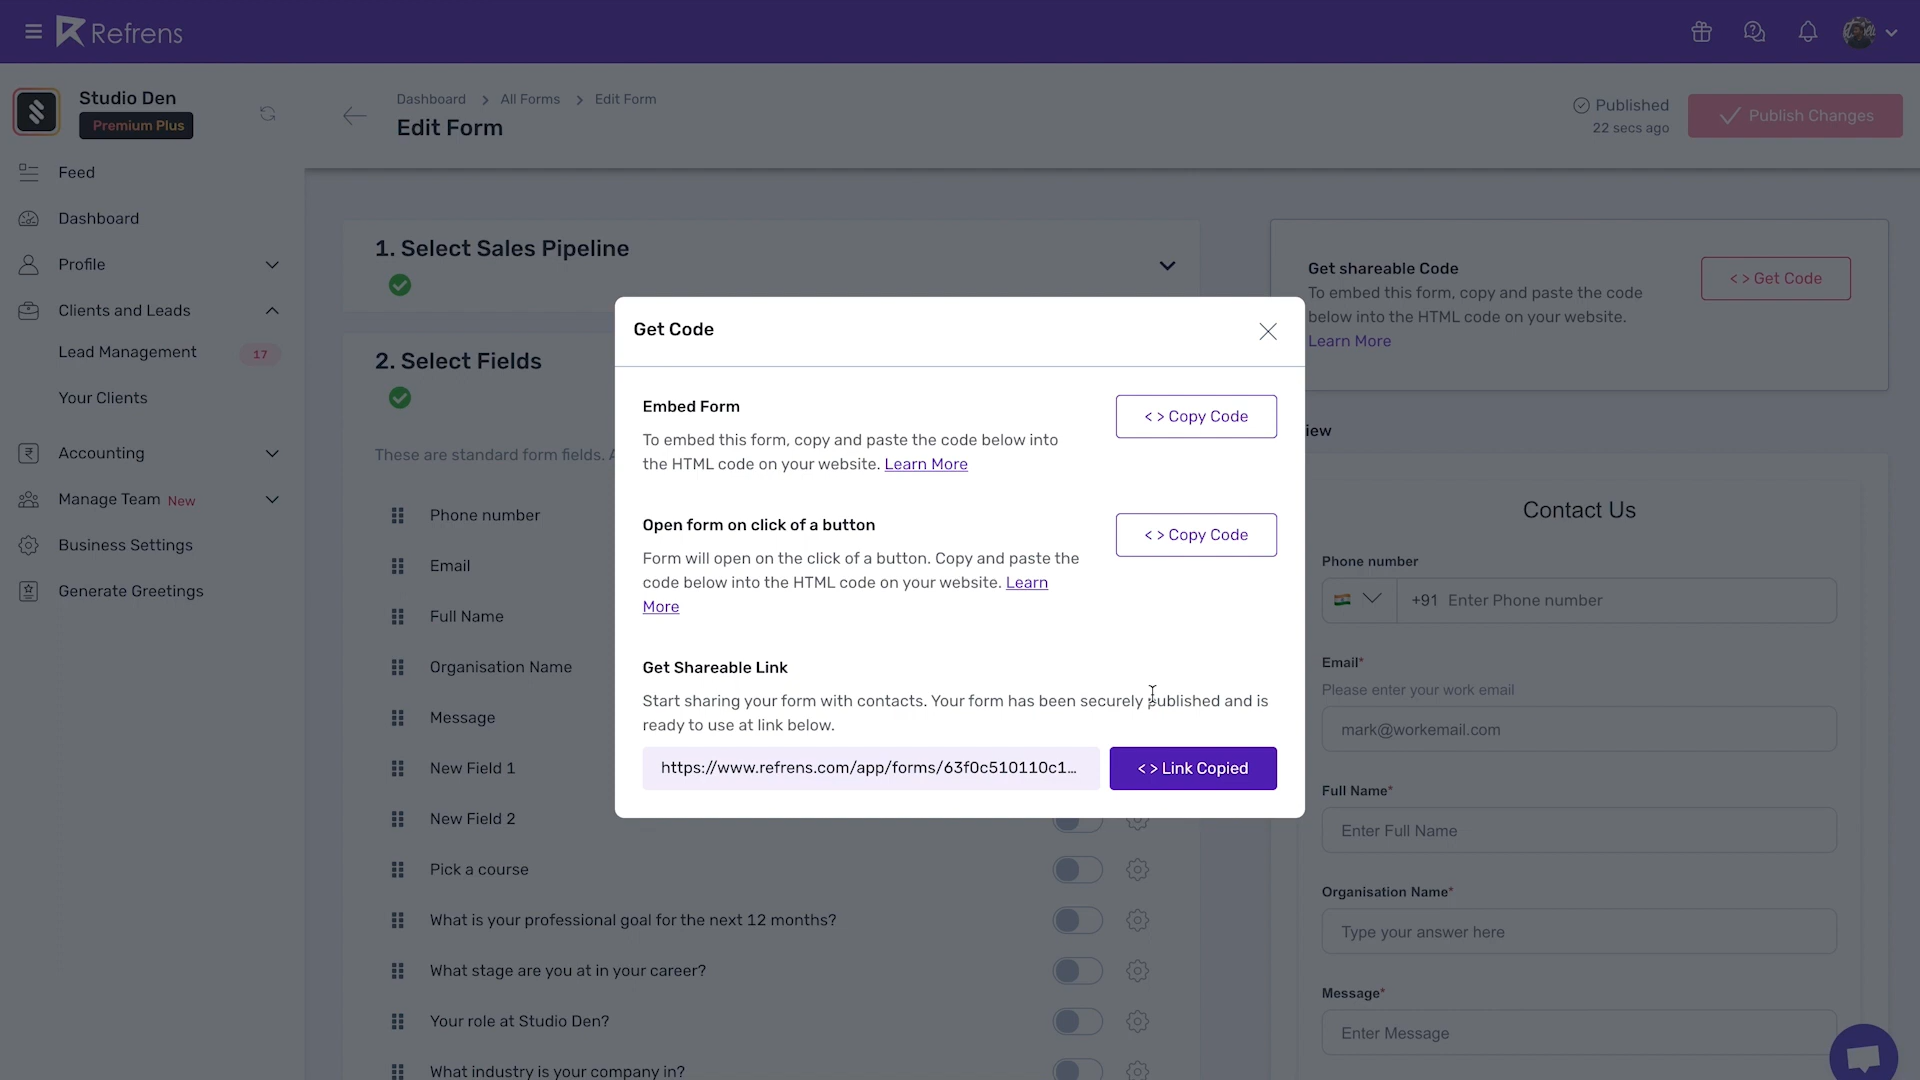 Refrens
Studio Den
Premium Plus
Feed
Dashboard
Profile
Clients and Leads
Lead Management 17
Your Clients
Accounting
Manage Team New
Business Settings
Generate Greetings
Dashboard > All Forms > Edit Form
Edit Form
Published
22 secs ago
Publish Changes
1. Select Sales Pipeline
2. Select Fields
These are standard form fields.
Phone number
Email
Full Name
Organisation Name
Message
New Field 1
New Field 2
Pick a course
What is your professional goal for the next 12 months?
What stage are you at in your career?
Your role at Studio Den?
What industry is your company in?
Get Code
Embed Form
To embed this form, copy and paste the code below into
the HTML code on your website. Learn More
< > Copy Code
Open form on click of a button
Form will open on the click of a button. Copy and paste the
code below into the HTML code on your website. Learn
More
< > Copy Code
Get Shareable Link
Start sharing your form with contacts. Your form has been securely published and is
ready to use at link below.
https://www.refrens.com/app/forms/63f0c510110c1...
< > Link Copied
Get shareable Code
To embed this form, copy and paste the code
below into the HTML code on your website.
Learn More
< > Get Code
Contact Us
Phone number
+91 Enter Phone number
Email*
Please enter your work email
mark@workemail.com
Full Name*
Enter Full Name
Organisation Name*
Type your answer here
Message*
Enter Message